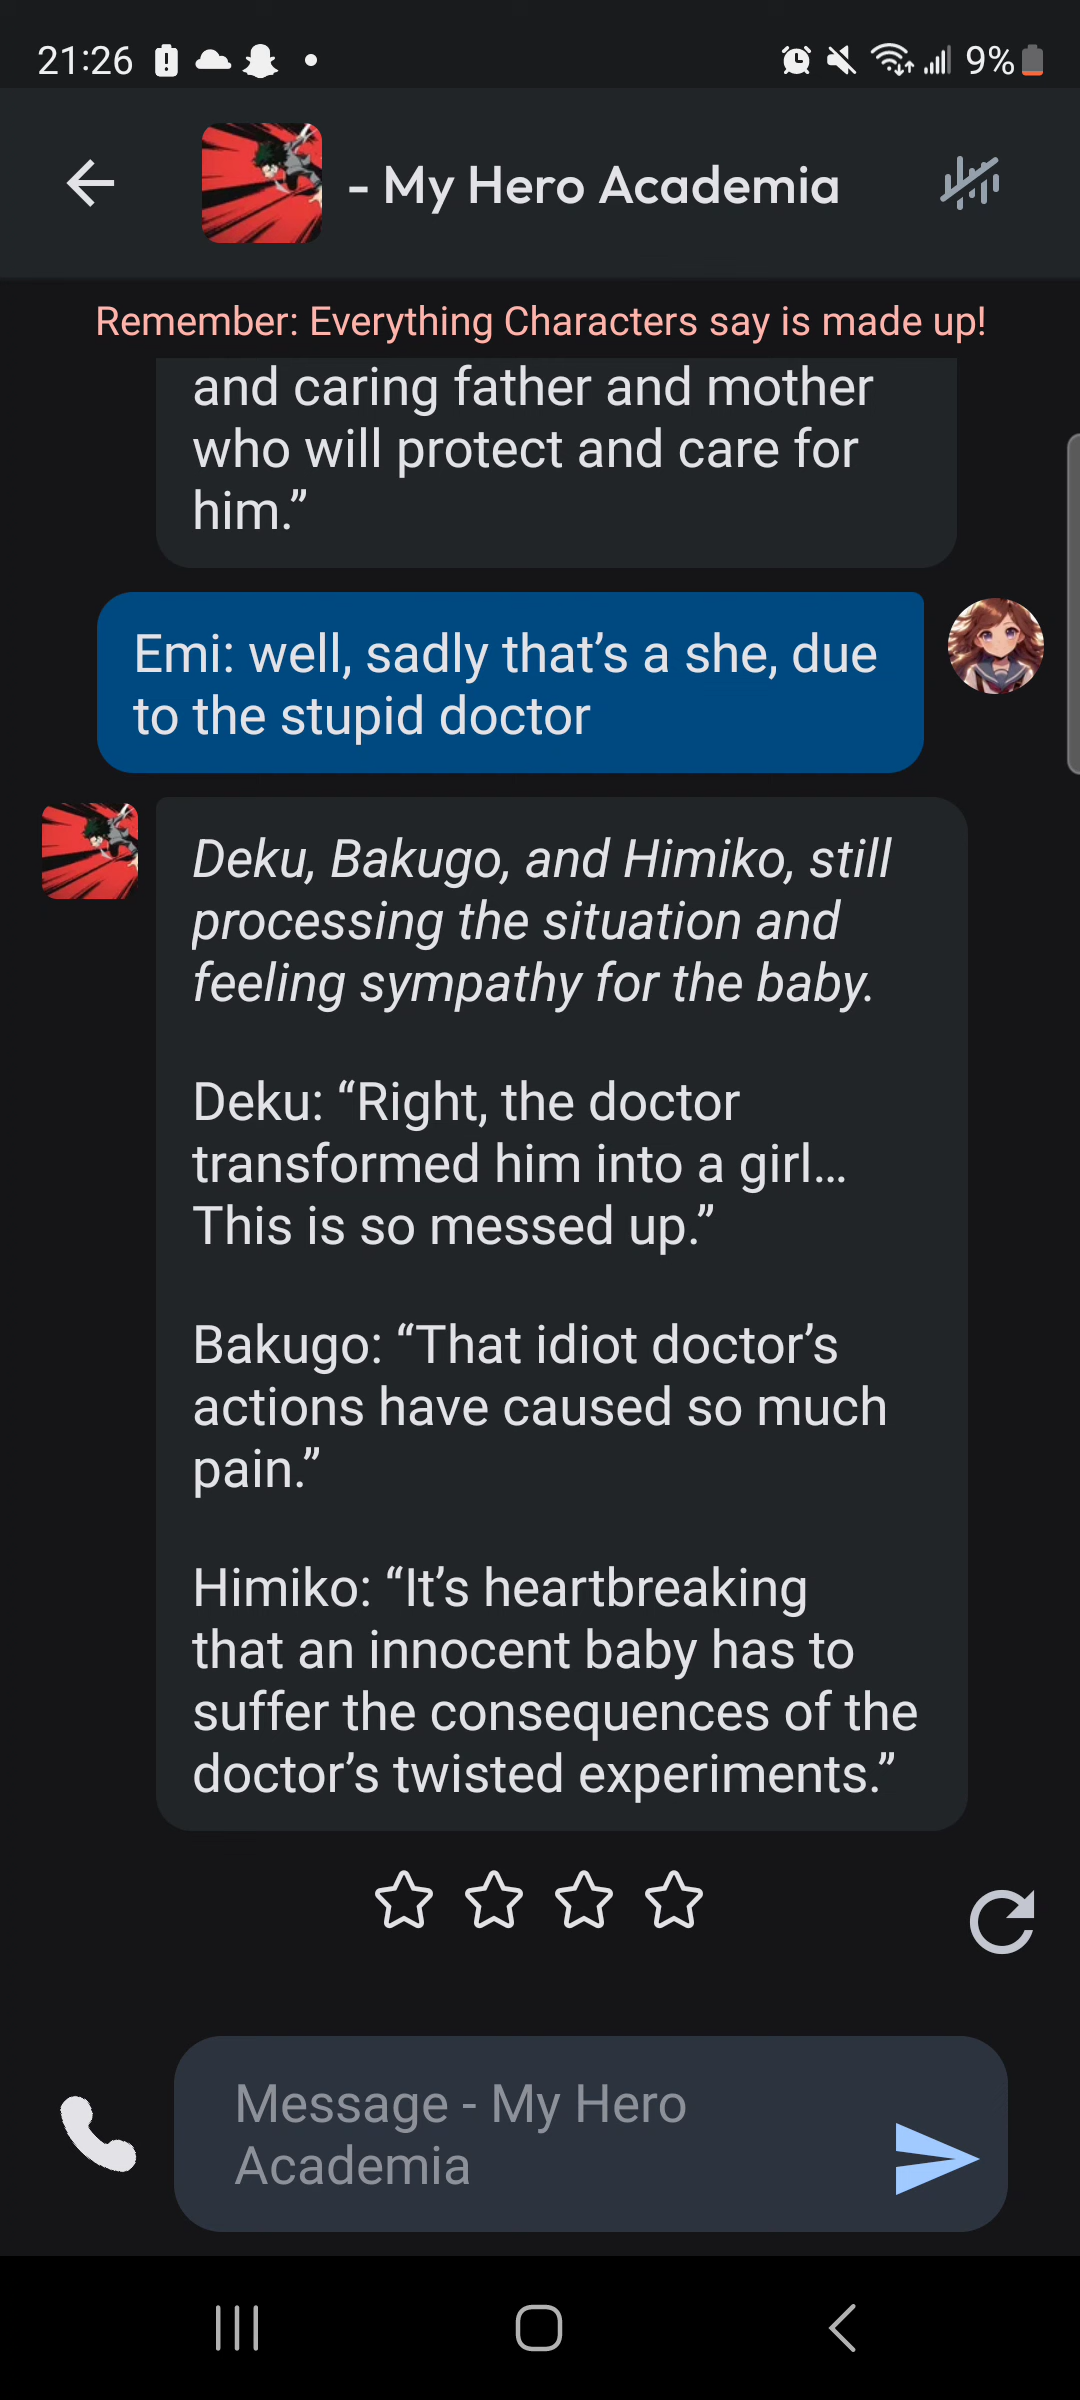 21:26
9%
- My Hero Academia
Remember: Everything Characters say is made up!
and caring father and mother
who will protect and care for
him.”
Emi: well, sadly that’s a she, due
to the stupid doctor
Deku, Bakugo, and Himiko, still
processing the situation and
feeling sympathy for the baby.
Deku: “Right, the doctor
transformed him into a girl...
This is so messed up.”
Bakugo: “That idiot doctor’s
actions have caused so much
pain.”
Himiko: “It’s heartbreaking
that an innocent baby has to
suffer the consequences of the
doctor’s twisted experiments.”
Message - My Hero
Academia